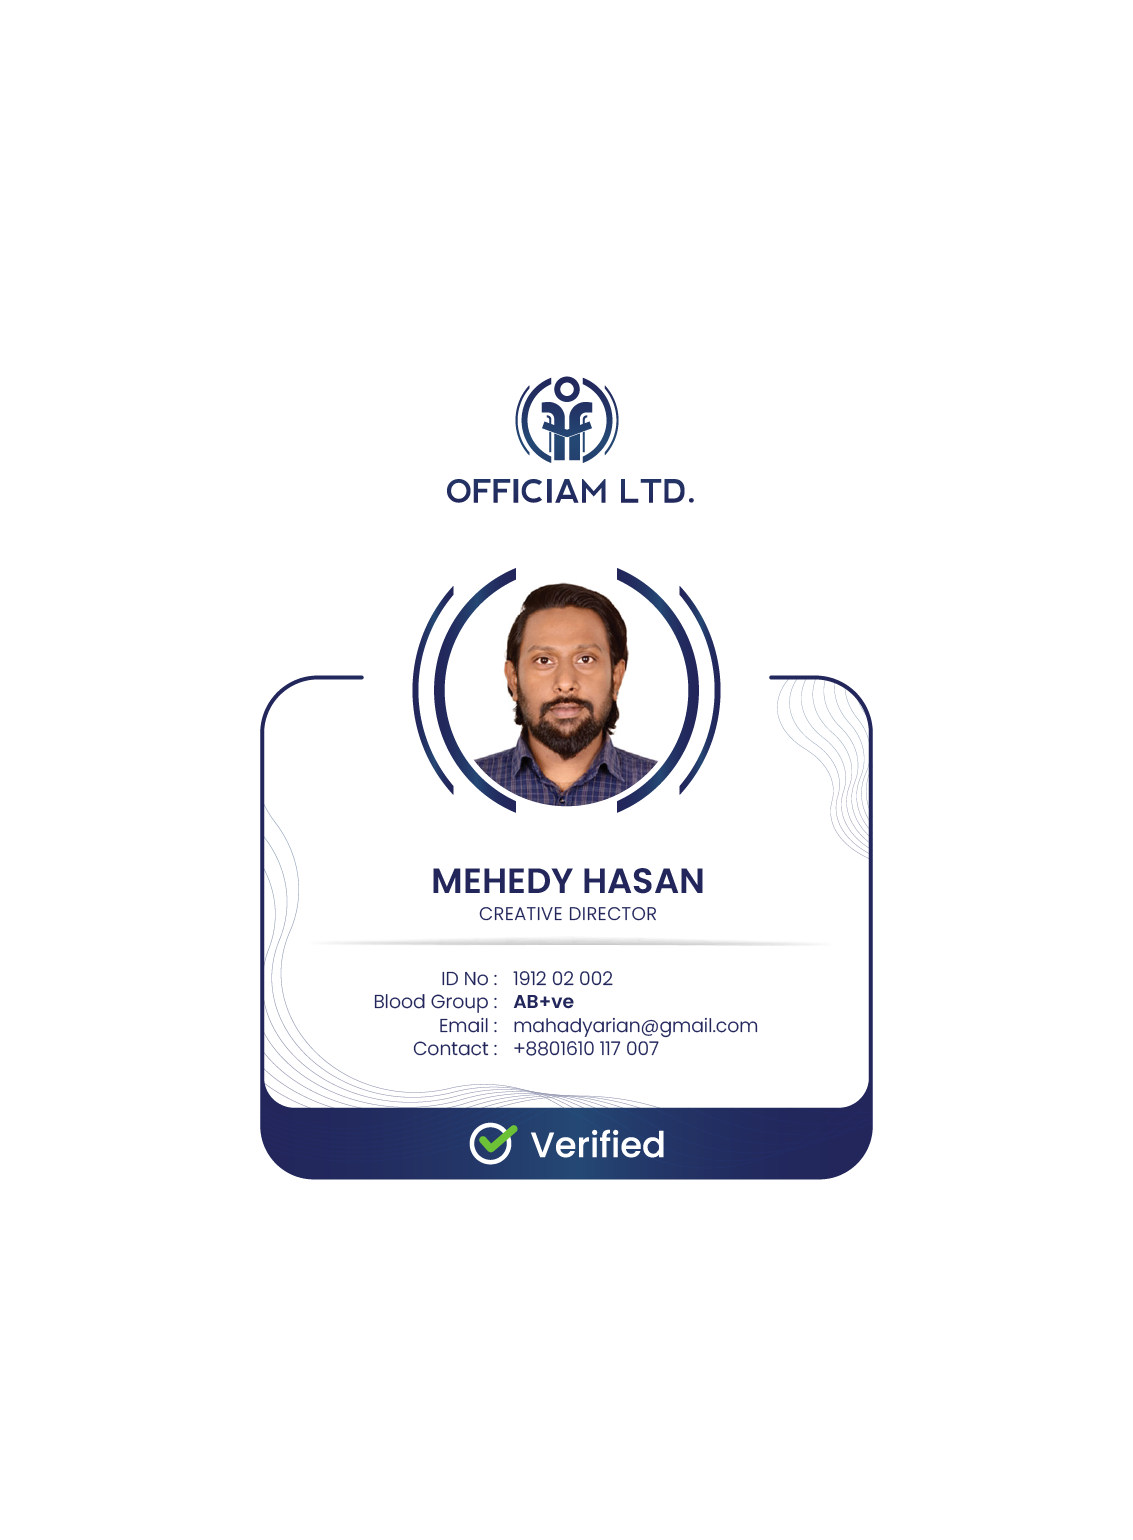 OFFICIAM LTD.
MEHEDY HASAN
CREATIVE DIRECTOR
ID No : 1912 02 002
Blood Group : AB+ve
Email : mahadyarian@gmail.com
Contact : +8801610 117 007
Verified